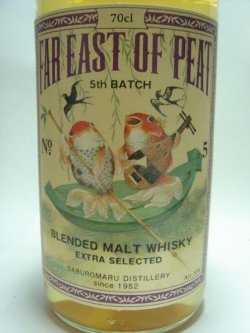 70cl
FAR EAST OF PEAT
5th BATCH
No 5
BLENDED MALT WHISKY
EXTRA SELECTED
SABUROMARU DISTILLERY
since 1952